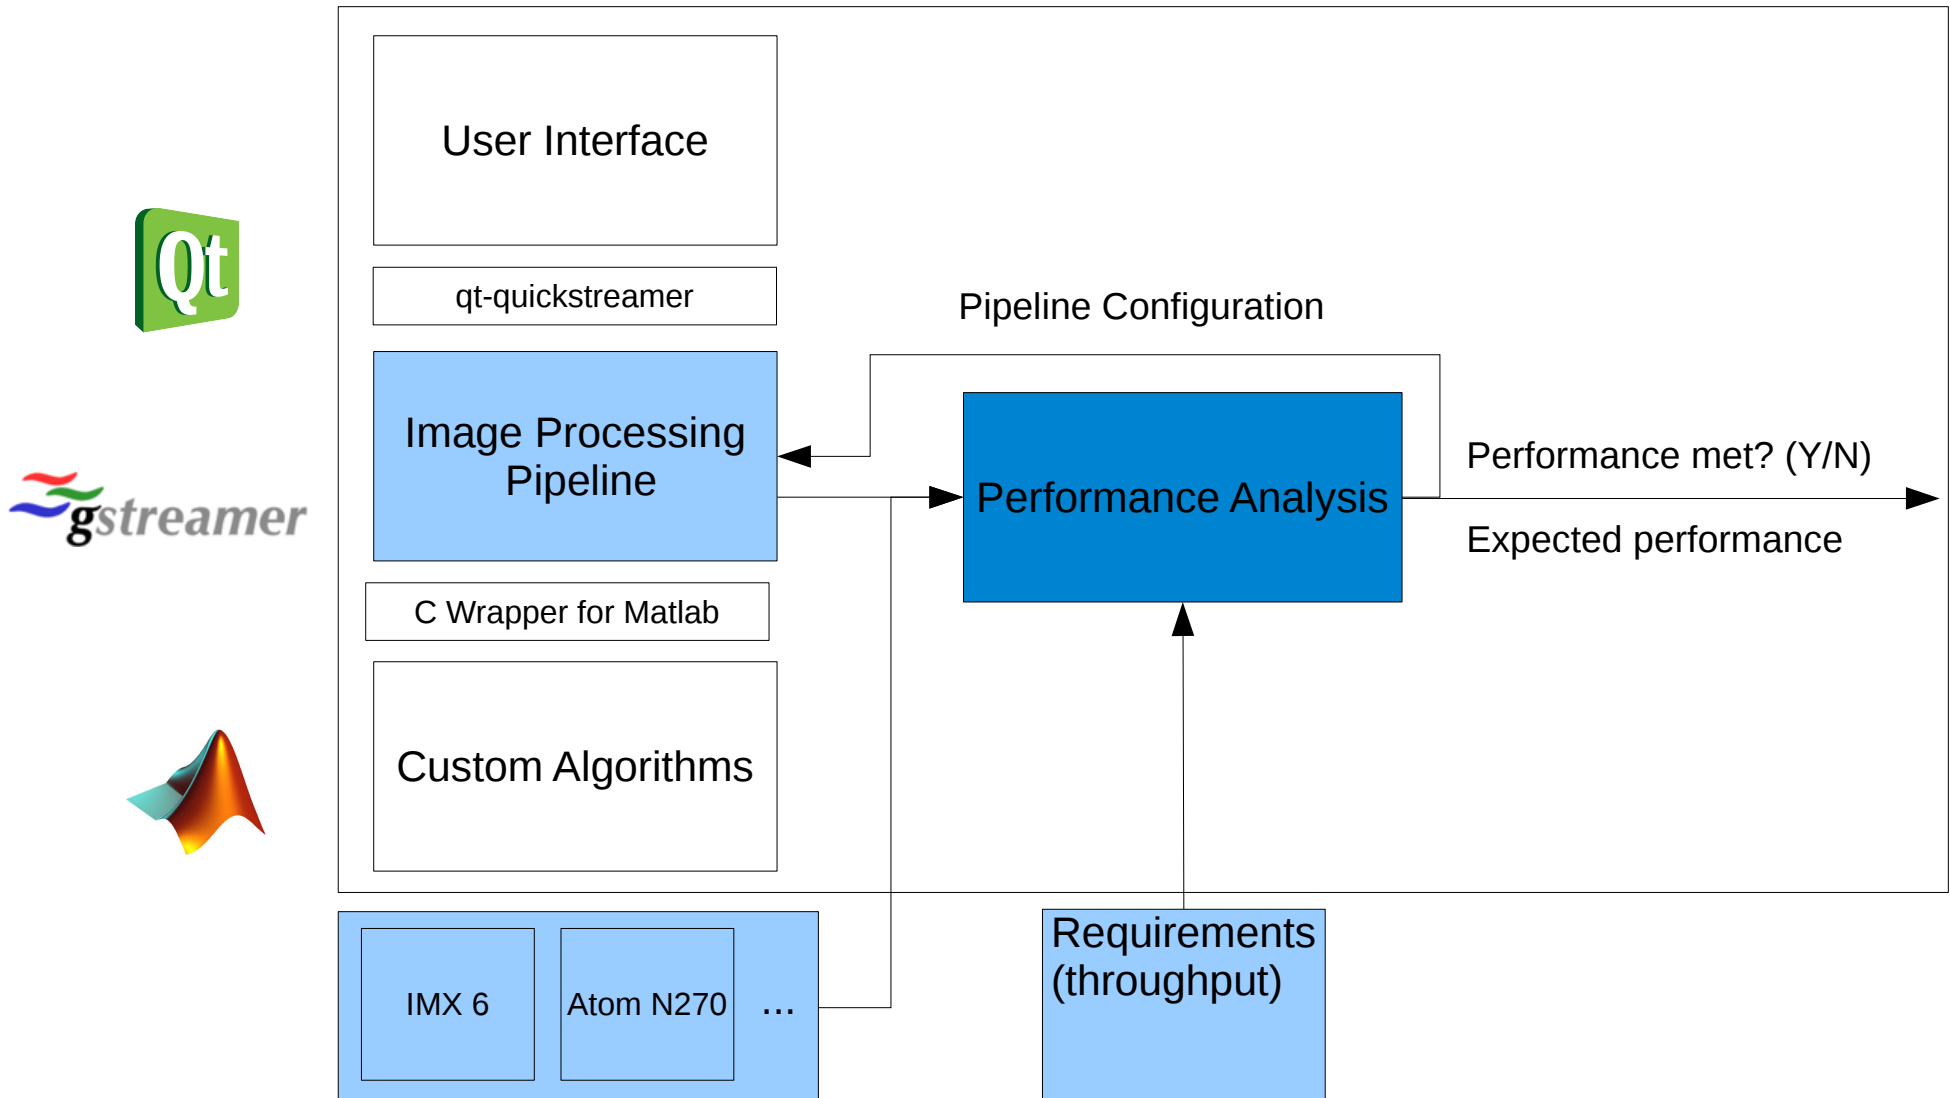 User Interface
Qt
qt-quickstreamer
Pipeline Configuration
Image Processing
Pipeline
Performance Analysis
Performance met? (Y/N)
Expected performance
gstreamer
C Wrapper for Matlab
Custom Algorithms
IMX 6
Atom N270
...
Requirements
(throughput)